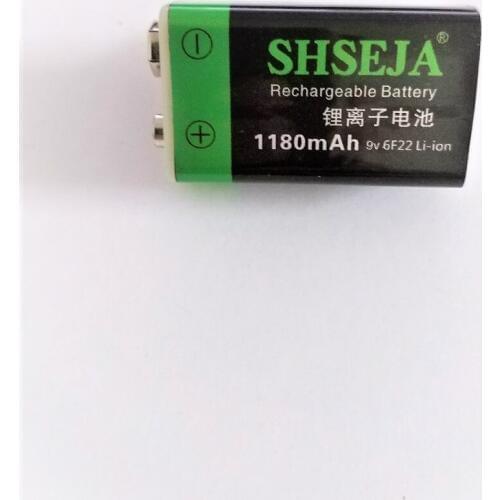 SHSEJA®
Rechargeable Battery
锂离子电池
1180mAh 9v 6F22 Li-ion